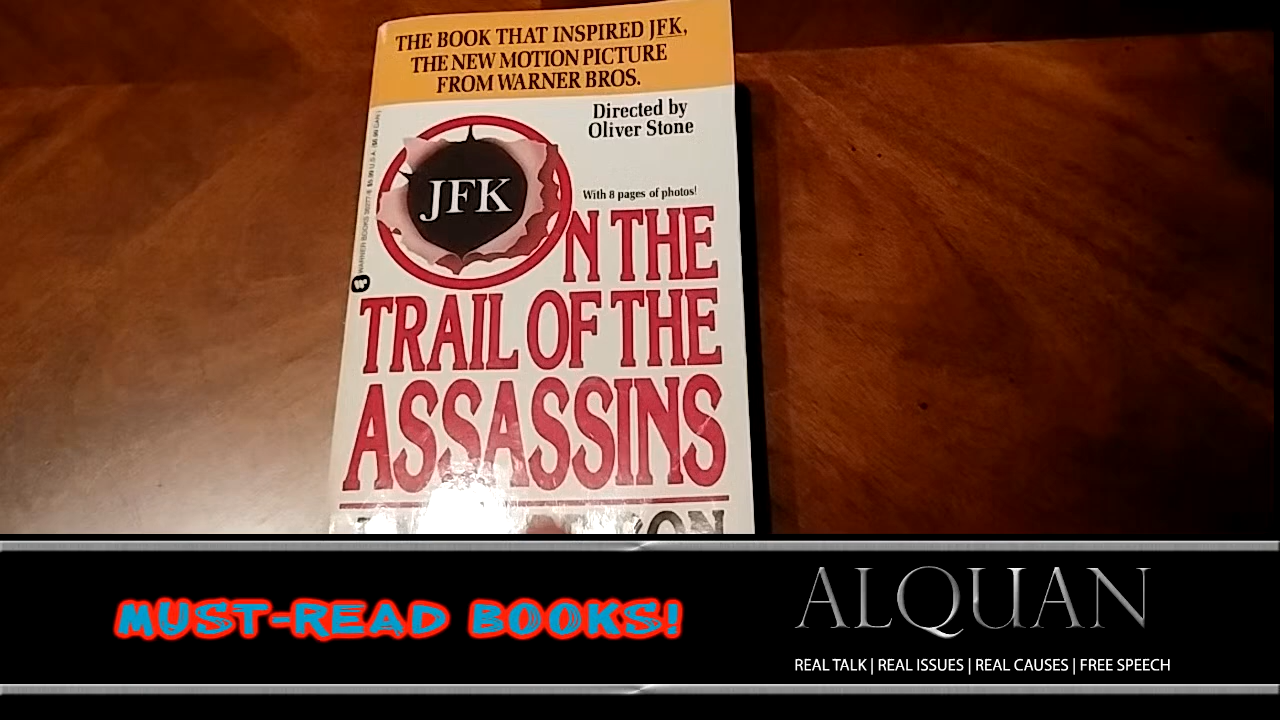 THE BOOK THAT INSPIRED JFK,
THE NEW MOTION PICTURE
FROM WARNER BROS.
Directed by
Oliver Stone
JFK
With 8 pages of photos!
N THE
TRAIL OF THE
ASSASSINS
MUST-READ BOOKS!
ALQUAN
REAL TALK | REAL ISSUES | REAL CAUSES | FREE SPEECH